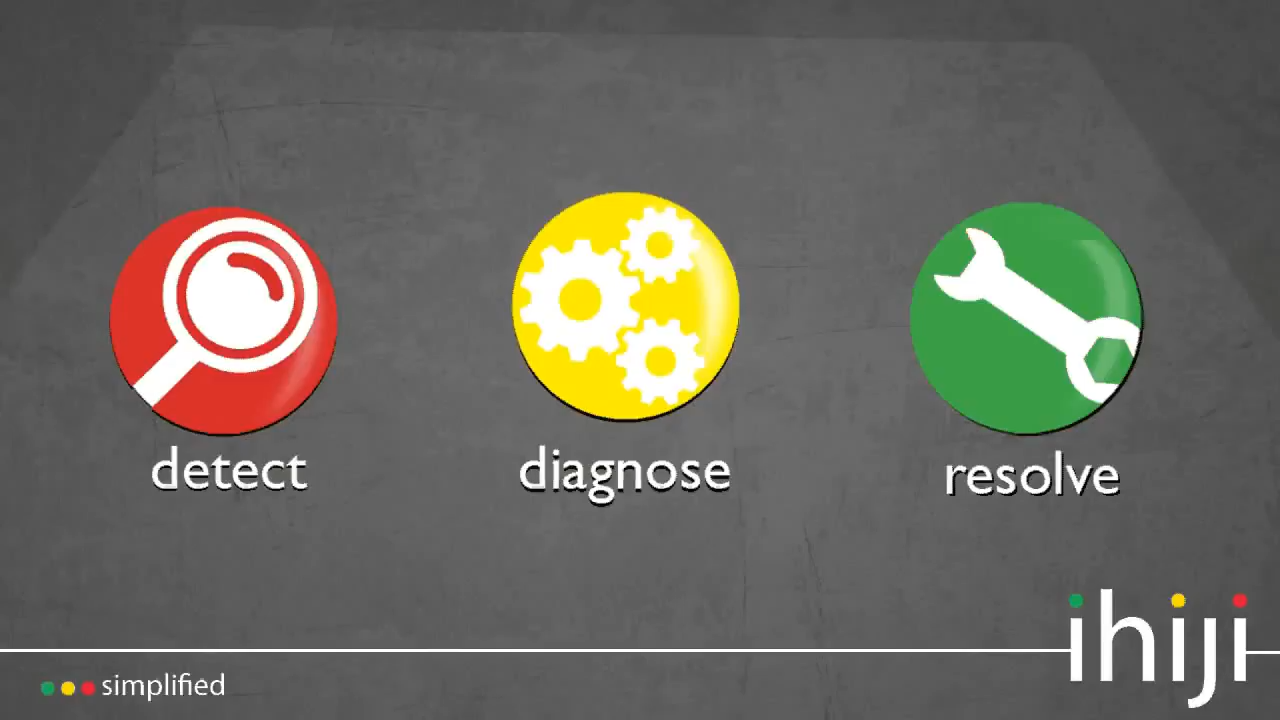 detect
diagnose
resolve
ihiji
simplified